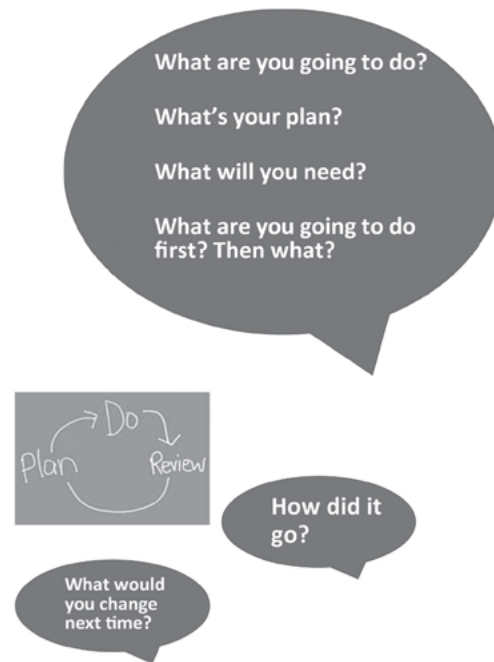 What are you going to do?
What's your plan?
What will you need?
What are you going to do
first? Then what?
Do
Plan
Review
How did it
go?
What would
you change
next time?